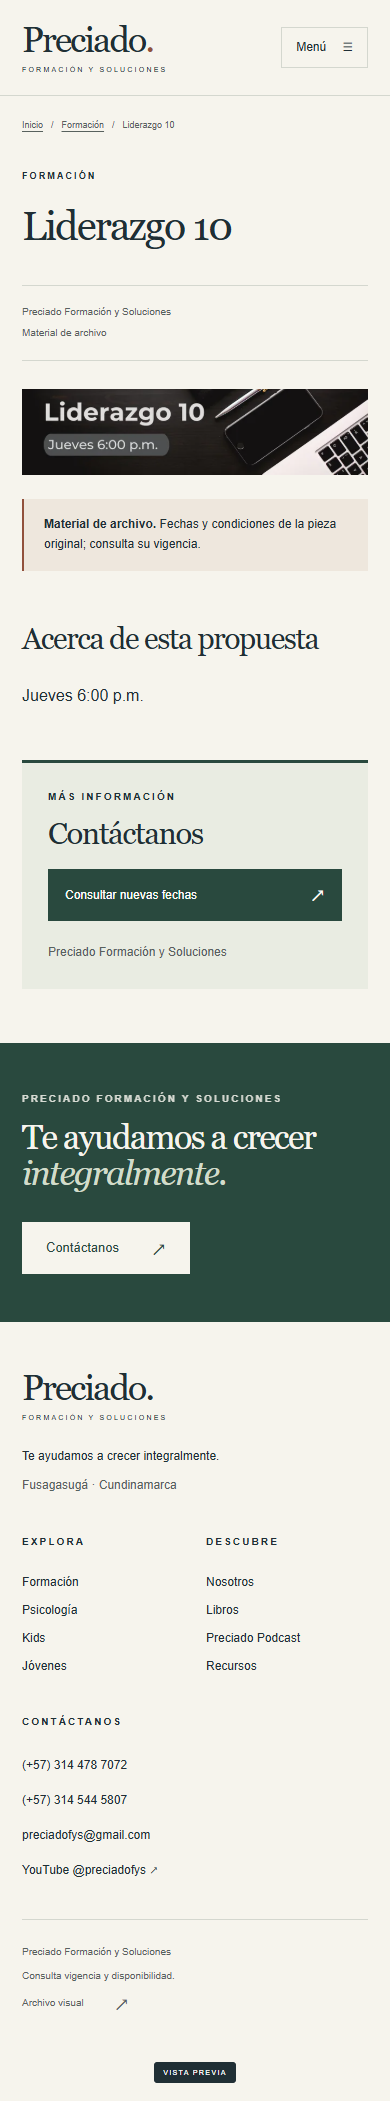 Preciado.
FORMACIÓN Y SOLUCIONES
Menú ☰
Inicio / Formación / Liderazgo 10
FORMACIÓN
Liderazgo 10
Preciado Formación y Soluciones
Material de archivo
Liderazgo 10
Jueves 6:00 p.m.
Material de archivo. Fechas y condiciones de la pieza
original; consulta su vigencia.
Acerca de esta propuesta
Jueves 6:00 p.m.
MÁS INFORMACIÓN
Contáctanos
Consultar nuevas fechas ↗
Preciado Formación y Soluciones
PRECIADO FORMACIÓN Y SOLUCIONES
Te ayudamos a crecer
integralmente.
Contáctanos ↗
Preciado.
FORMACIÓN Y SOLUCIONES
Te ayudamos a crecer integralmente.
Fusagasugá · Cundinamarca
EXPLORA
Formación
Psicología
Kids
Jóvenes
DESCUBRE
Nosotros
Libros
Preciado Podcast
Recursos
CONTÁCTANOS
(+57) 314 478 7072
(+57) 314 544 5807
preciadofys@gmail.com
YouTube @preciadofys ↗
Preciado Formación y Soluciones
Consulta vigencia y disponibilidad.
Archivo visual ↗
VISTA PREVIA